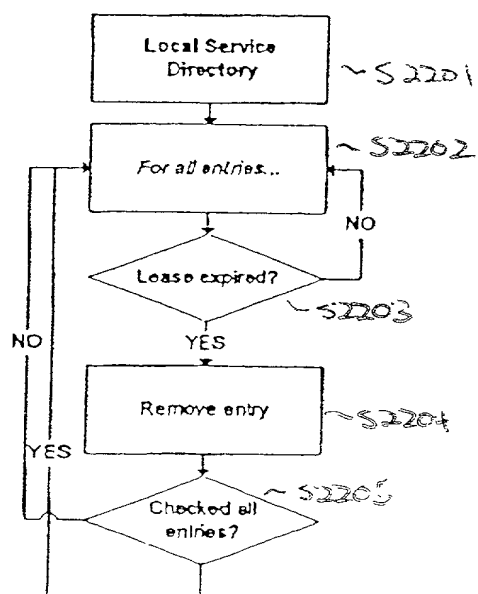 Local Service
Directory
~S2201
~S2202
For all entries...
NO
Lease expired?
~S2203
NO
YES
Remove entry
~S2204
YES
~S2205
Checked all
entries?